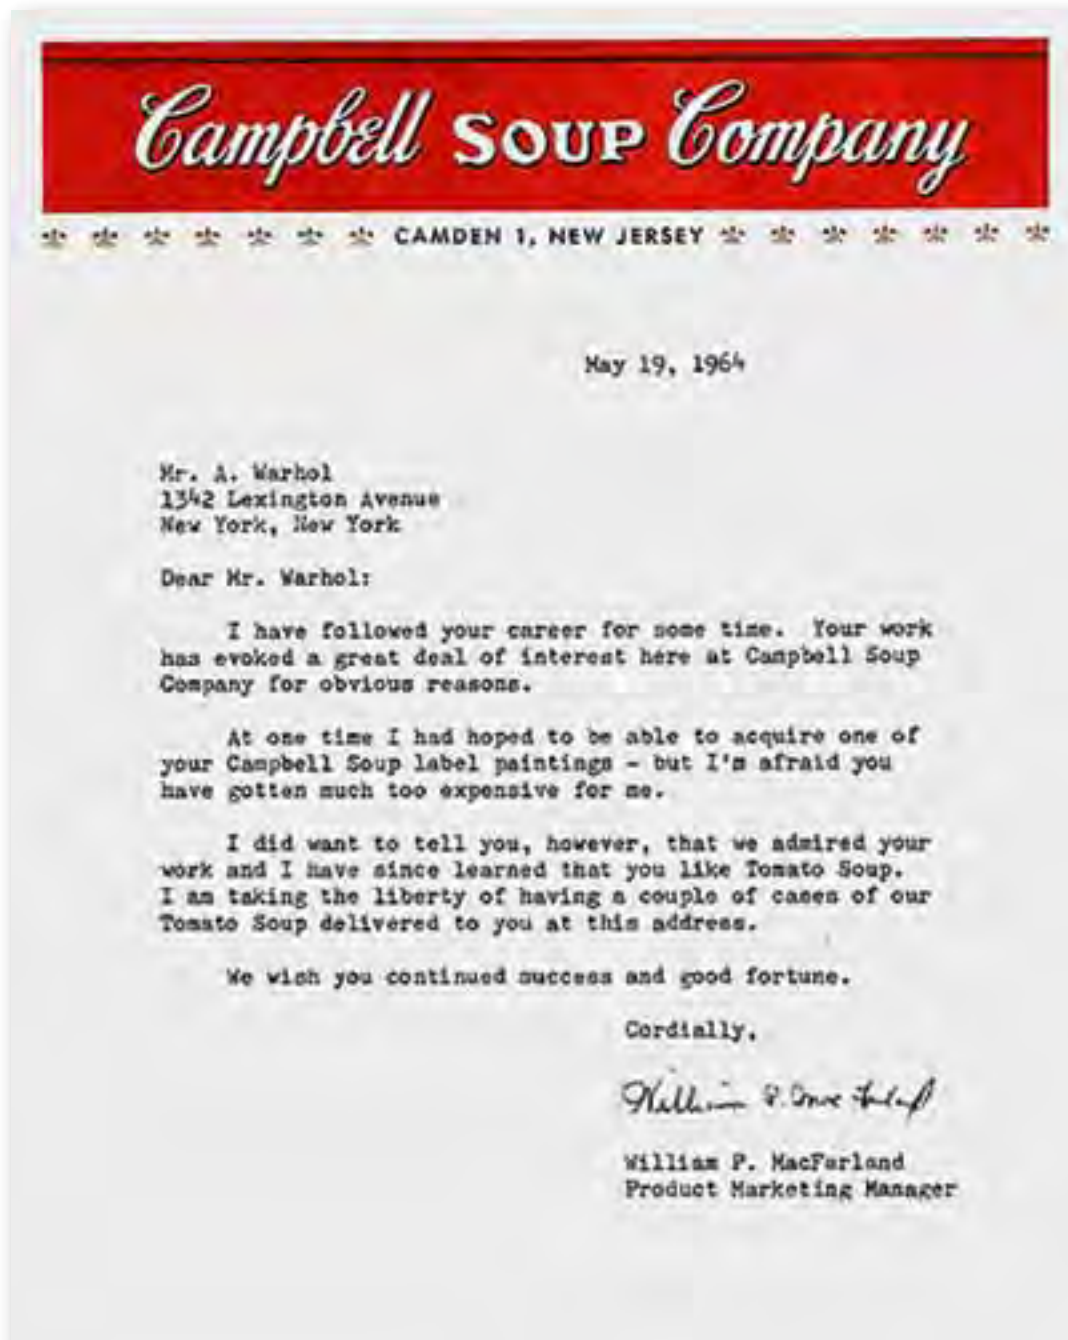 Campbell SOUP Company
CAMDEN 1, NEW JERSEY
May 19, 1964
Mr. A. Warhol
1342 Lexington Avenue
New York, New York
Dear Mr. Warhol:
I have followed your career for some time. Your work
has evoked a great deal of interest here at Campbell Soup
Company for obvious reasons.
At one time I had hoped to be able to acquire one of
your Campbell Soup label paintings - but I'm afraid you
have gotten much too expensive for me.
I did want to tell you, however, that we admired your
work and I have since learned that you like Tomato Soup.
I am taking the liberty of having a couple of cases of our
Tomato Soup delivered to you at this address.
We wish you continued success and good fortune.
Cordially,
William P. MacFarland
William P. MacFarland
Product Marketing Manager